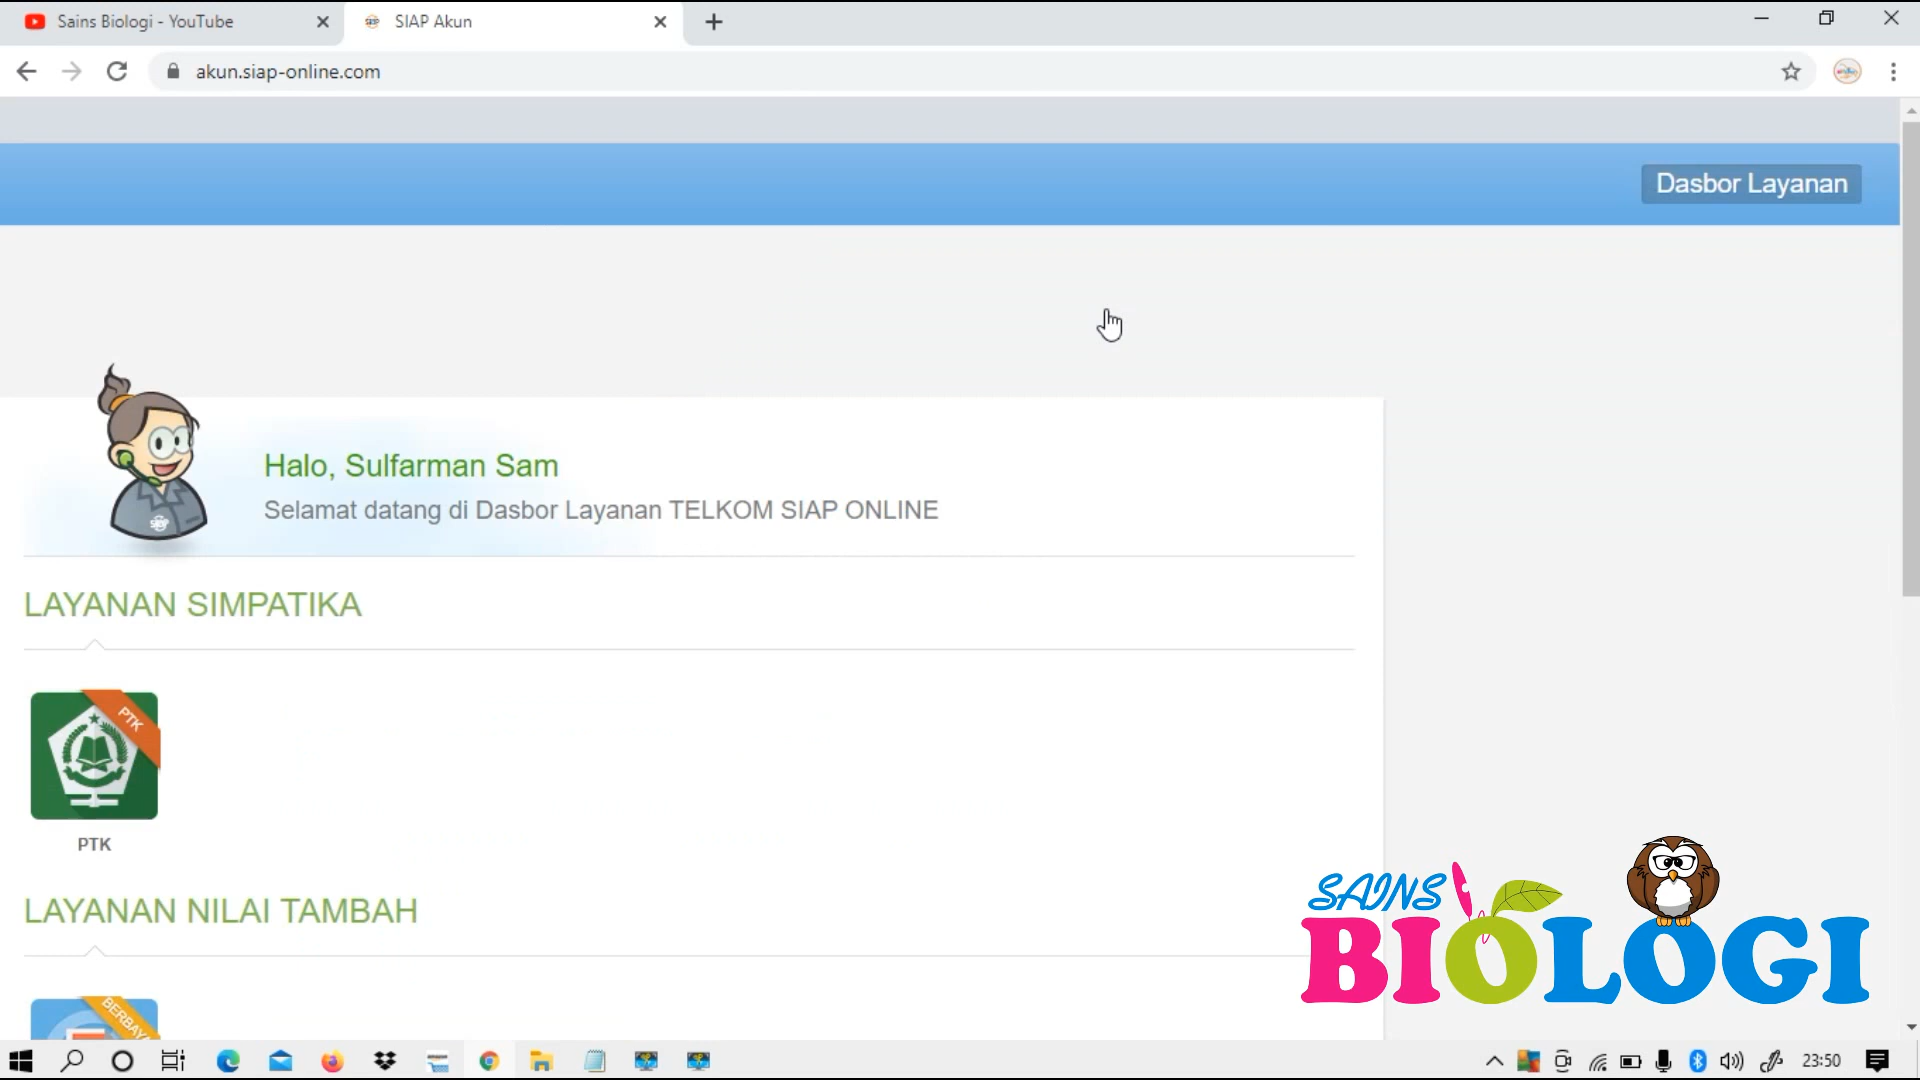 Sains Biologi - YouTube
SIAP Akun
akun.siap-online.com
Dasbor Layanan
Halo, Sulfarman Sam
Selamat datang di Dasbor Layanan TELKOM SIAP ONLINE
LAYANAN SIMPATIKA
PTK
PTK
LAYANAN NILAI TAMBAH
SAINS
BIOLOGI
23:50